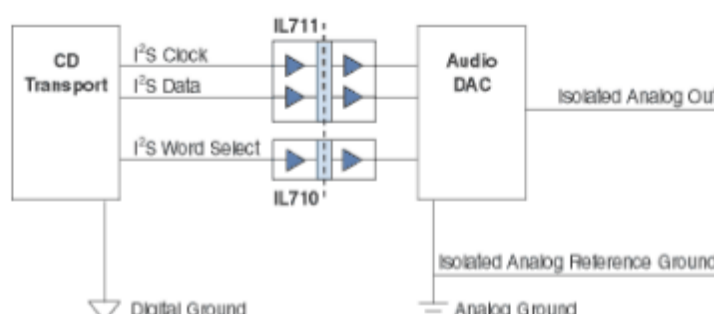 IL711
CD Transport
I²S Clock
I²S Data
I²S Word Select
IL710
Audio DAC
Isolated Analog Out
Isolated Analog Reference Ground
Digital Ground
Analog Ground